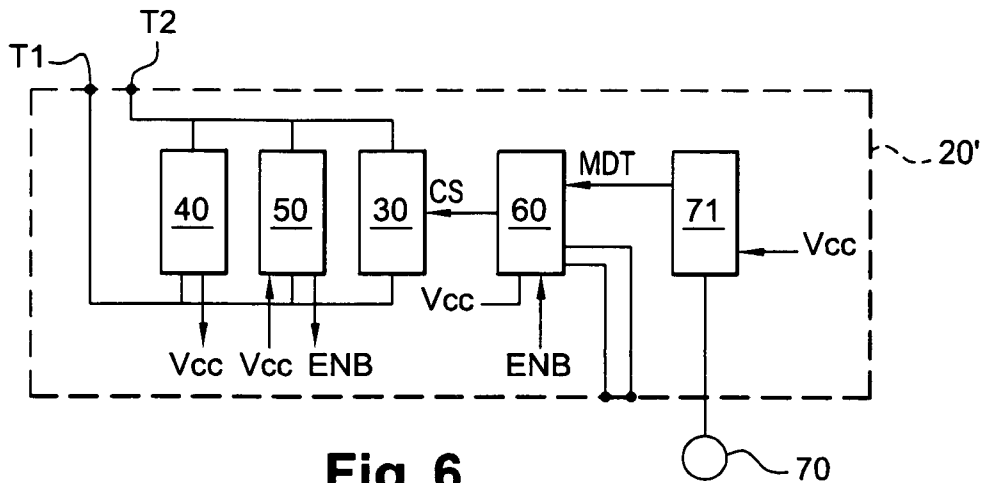 T1 T2
20'
40 50 30 CS 60 MDT 71
Vcc
Vcc
Vcc Vcc ENB ENB
70
Fig. 6